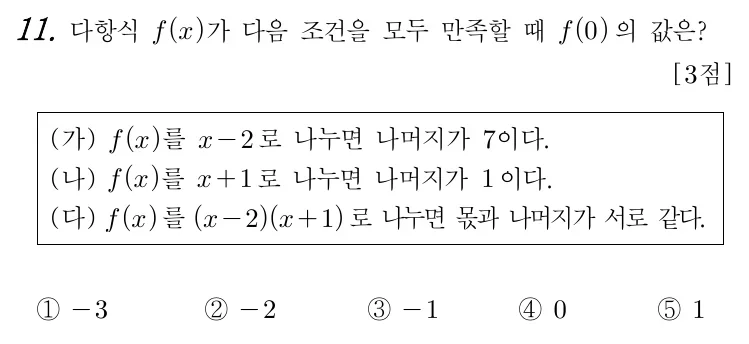 11. 다항식 f(x)가 다음 조건을 모두 만족할 때 f(0)의 값은?
[3점]
(가) f(x)를 x−2로 나누면 나머지가 7이다.
(나) f(x)를 x+1로 나누면 나머지가 1이다.
(다) f(x)를 (x−2)(x+1)로 나누면 몫과 나머지가 서로 같다.
① −3 ② −2 ③ −1 ④ 0 ⑤ 1